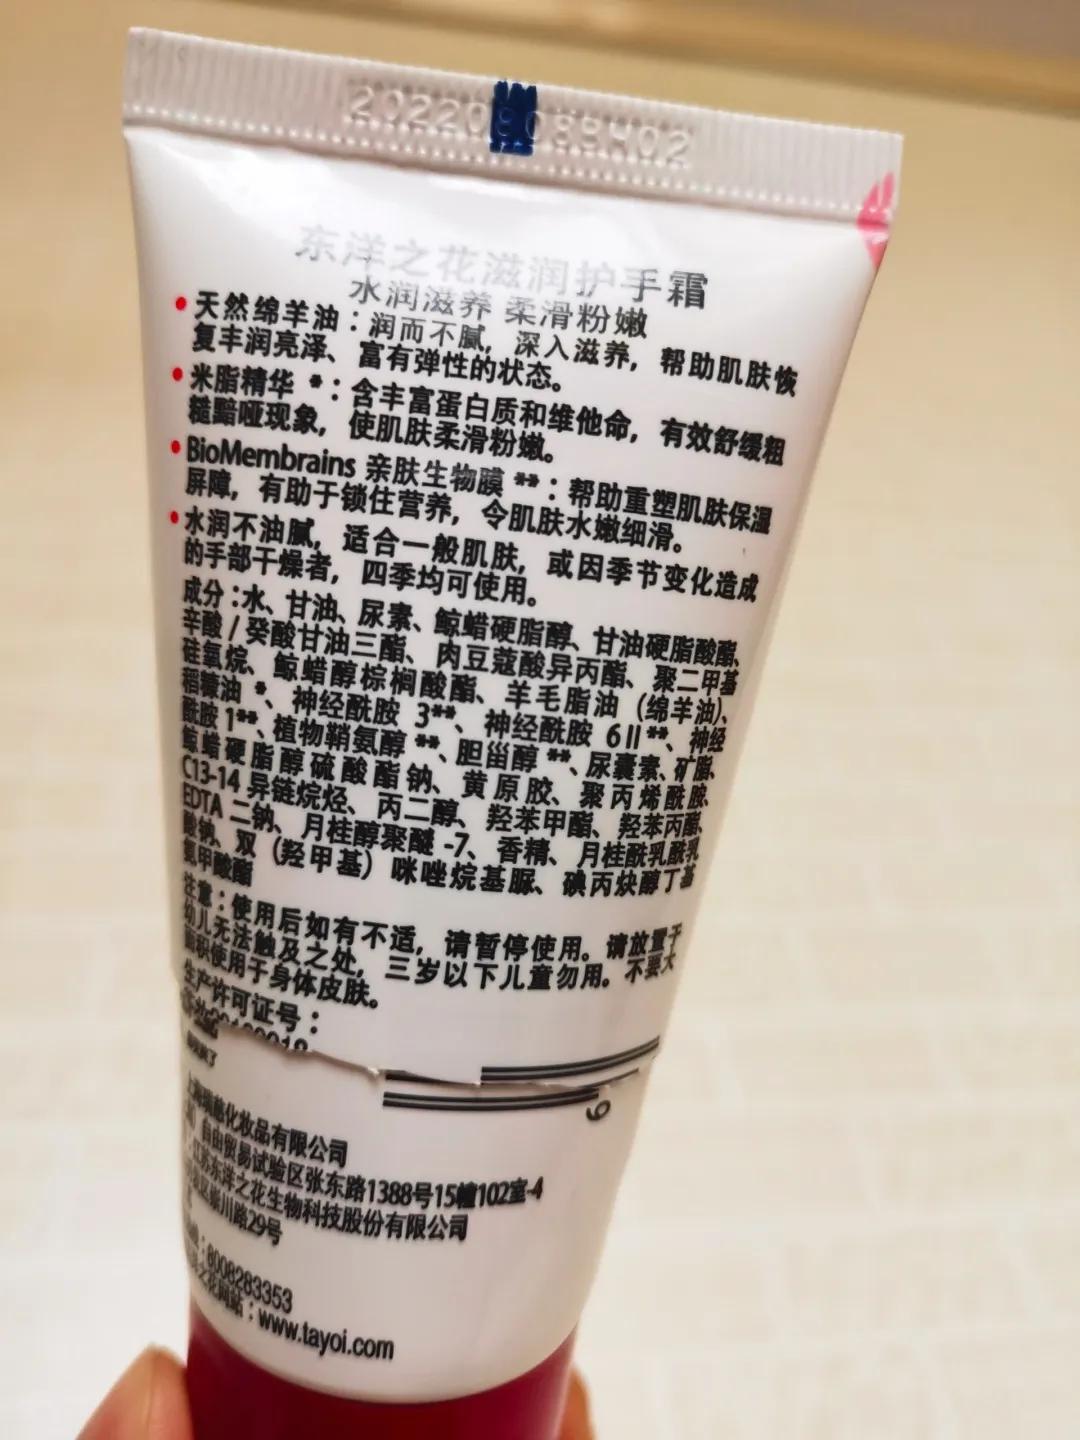 东洋之花滋润护手霜
水润滋养 柔滑粉嫩
• 天然绵羊油：润而不腻，深入滋养，帮助肌肤恢
复丰润亮泽、富有弹性的状态。
• 米脂精华 *：含丰富蛋白质和维他命，有效舒缓粗
糙黯哑现象，使肌肤柔滑粉嫩。
• BioMembrains 亲肤生物膜 **：帮助重塑肌肤保湿
屏障，有助于锁住营养，令肌肤水嫩细滑。
• 水润不油腻，适合一般肌肤，或因季节变化造成
的手部干燥者，四季均可使用。
成分：水、甘油、尿素、鲸蜡硬脂醇、甘油硬脂酸酯、
辛酸 / 癸酸甘油三酯、肉豆蔻酸异丙酯、聚二甲基
硅氧烷、鲸蜡醇棕榈酸酯、羊毛脂油（绵羊油）、
稻糠油 *、神经酰胺 3**、神经酰胺 6Ⅱ**、神经
酰胺 1**、植物鞘氨醇 **、胆甾醇 **、尿囊素、矿脂、
鲸蜡硬脂醇硫酸酯钠、黄原胶、聚丙烯酰胺、
C13-14 异链烷烃、丙二醇、羟苯甲酯、羟苯丙酯、
EDTA 二钠、月桂醇聚醚 -7、香精、月桂酰乳酰乳
酸钠、双（羟甲基）咪唑烷基脲、碘丙炔醇丁基
氨甲酸酯
注意：使用后如有不适，请暂停使用。请放置于
幼儿无法触及之处，三岁以下儿童勿用。不要大
面积使用于身体皮肤。
生产许可证号：
6
化妆品有限公司
自由贸易试验区张东路1388号15幢102室-4
江苏东洋之花生物科技股份有限公司
崇川路29号
8008283353
之花网站：www.tayoi.com